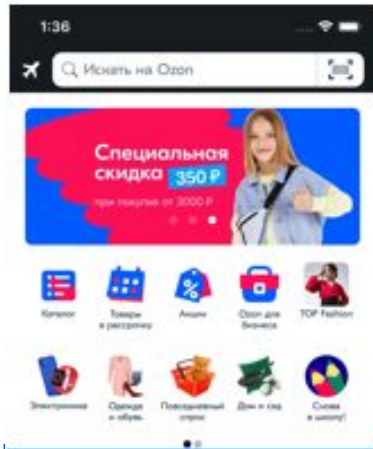 1:36
Искать на Ozon
Специальная
скидка 350 ₽
при покупке от 3000 ₽
Каталог
Товары
в рассрочку
Акции
Ozon для
бизнеса
TOP Fashion
Электроника
Одежда
и обувь
Повседневный
спрос
Дом и сад
Снова
в школу!